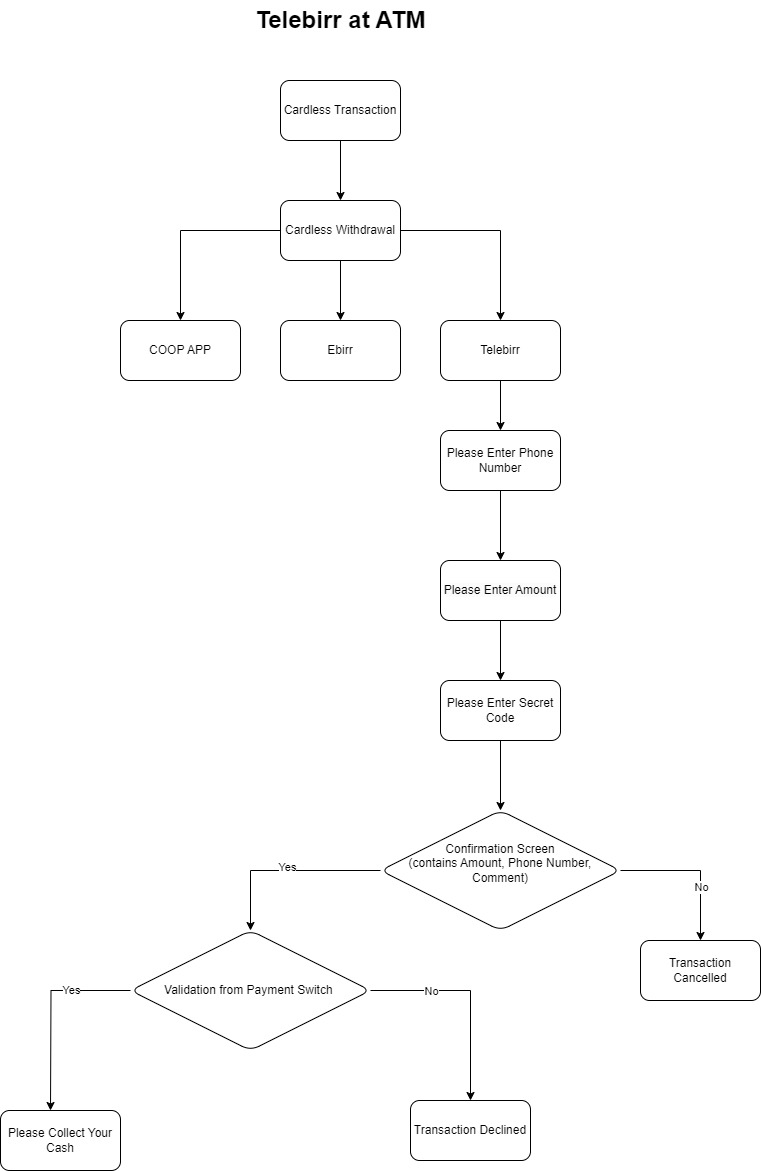 Telebirr at ATM
Cardless Transaction
Cardless Withdrawal
COOP APP
Ebirr
Telebirr
Please Enter Phone
Number
Please Enter Amount
Please Enter Secret
Code
Confirmation Screen
(contains Amount, Phone Number,
Comment)
Yes
No
Transaction
Cancelled
Validation from Payment Switch
Yes
No
Please Collect Your
Cash
Transaction Declined